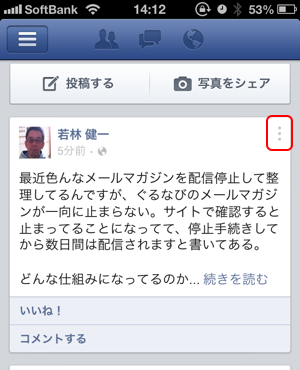 SoftBank 14:12 53%
投稿する 写真をシェア
若林 健一
5分前・
最近色んなメールマガジンを配信停止して整
理してるんですが、ぐるなびのメールマガジ
ンが一向に止まらない。サイトで確認すると
止まってることになってて、停止手続きして
から数日間は配信されますと書いてある。
どんな仕組みになってるのか... 続きを読む
いいね！
コメントする